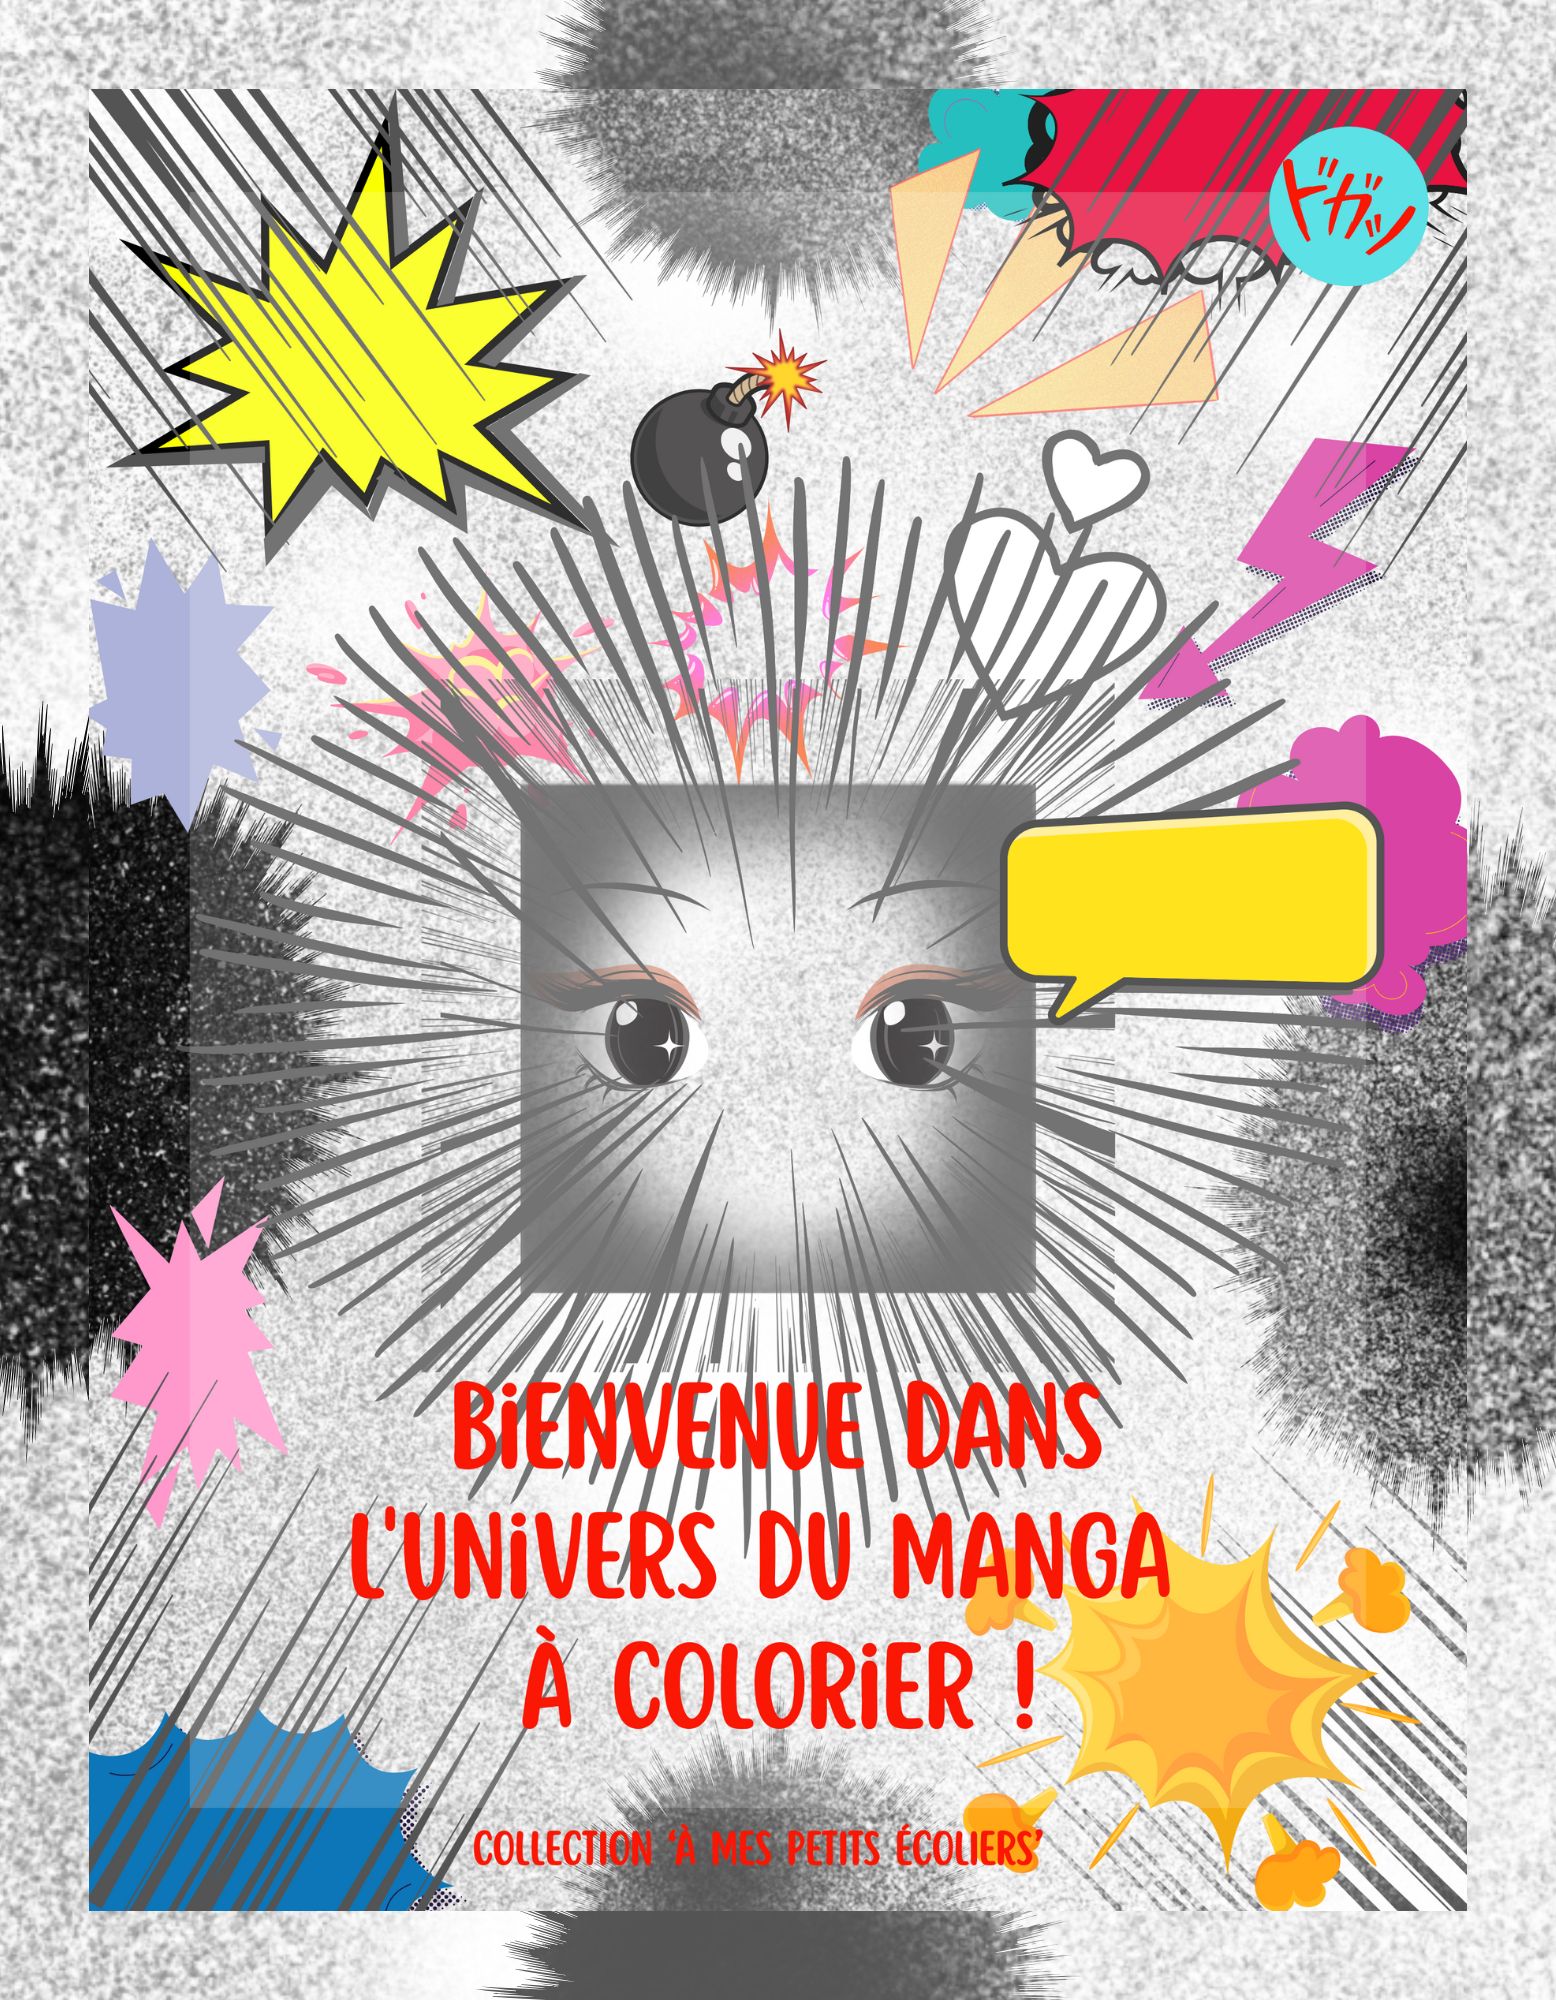 ドガッ
BiENVENUE DANS
L'UNiVERS DU MANGA
À COLORiER !
COLLECTION ‘À MES PETITS ÉCOLIERS’